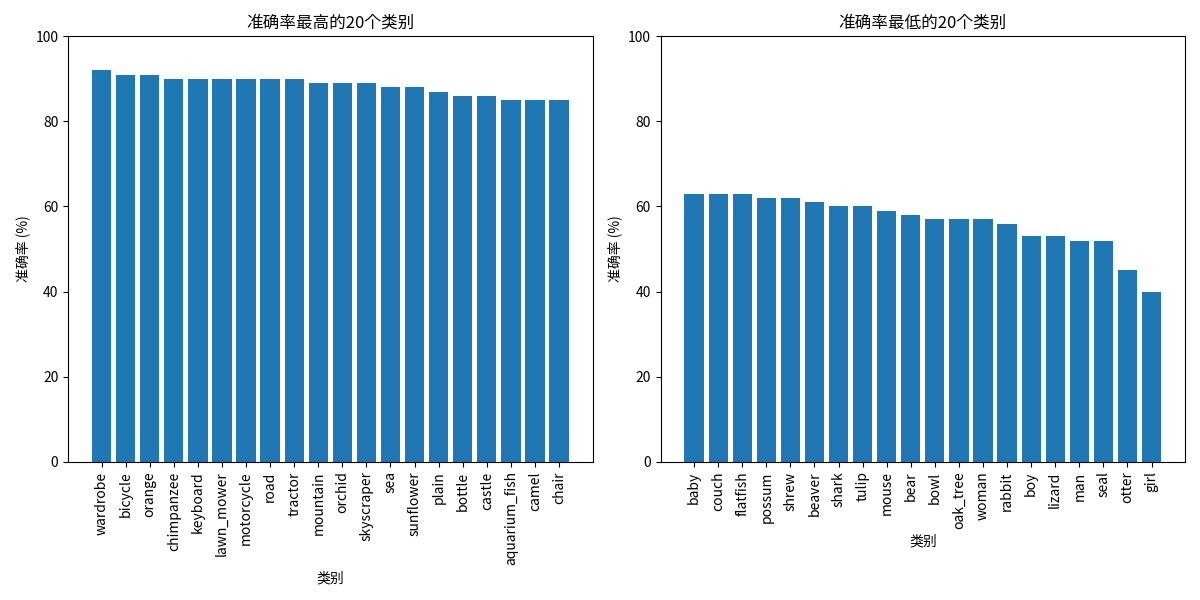 准确率最高的20个类别
100
80
60
40
20
0
准确率 (%)
wardrobe
bicycle
orange
chimpanzee
keyboard
lawn_mower
motorcycle
road
tractor
mountain
orchid
skyscraper
sea
sunflower
plain
bottle
castle
aquarium_fish
camel
chair
类别
准确率最低的20个类别
100
80
60
40
20
0
准确率 (%)
baby
couch
flatfish
possum
shrew
beaver
shark
tulip
mouse
bear
bowl
oak_tree
woman
rabbit
boy
lizard
man
seal
otter
girl
类别